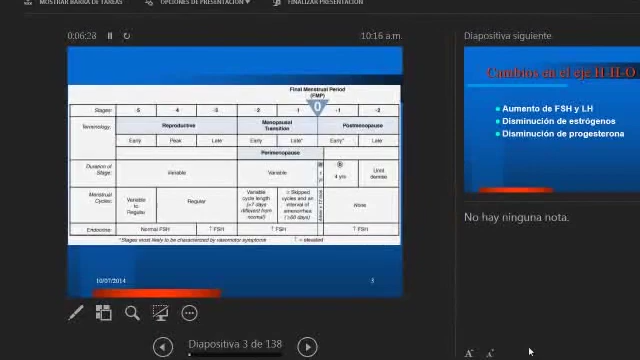 MOSTRAR BARRA DE TAREAS
OPCIONES DE PRESENTACIÓN
FINALIZAR PRESENTACIÓN
0:06:28
10:16 a.m.
Diapositiva siguiente
Final Menstrual Period
(FMP)
0
Stages: -5 -4 -3 -2 -1 +1 +2
Terminology: Reproductive Menopausal Transition Postmenopause
Early Peak Late Early Late* Early* Late
Perimenopause
Duration of Stage: Variable Variable 4 yrs Until demise
Menstrual Cycles: Variable to Regular Regular Variable cycle length (>7 days different from normal) ≥2 Skipped cycles and an interval of amenorrhea (>60 days) None
Endocrine: Normal FSH ↑ FSH ↑ FSH ↑ FSH
*Stages most likely to be characterized by vasomotor symptoms ↑ = elevated
10/07/2014
Cambios en el eje H-H-O
Aumento de FSH y LH
Disminución de estrógenos
Disminución de progesterona
No hay ninguna nota.
Diapositiva 3 de 138
A A